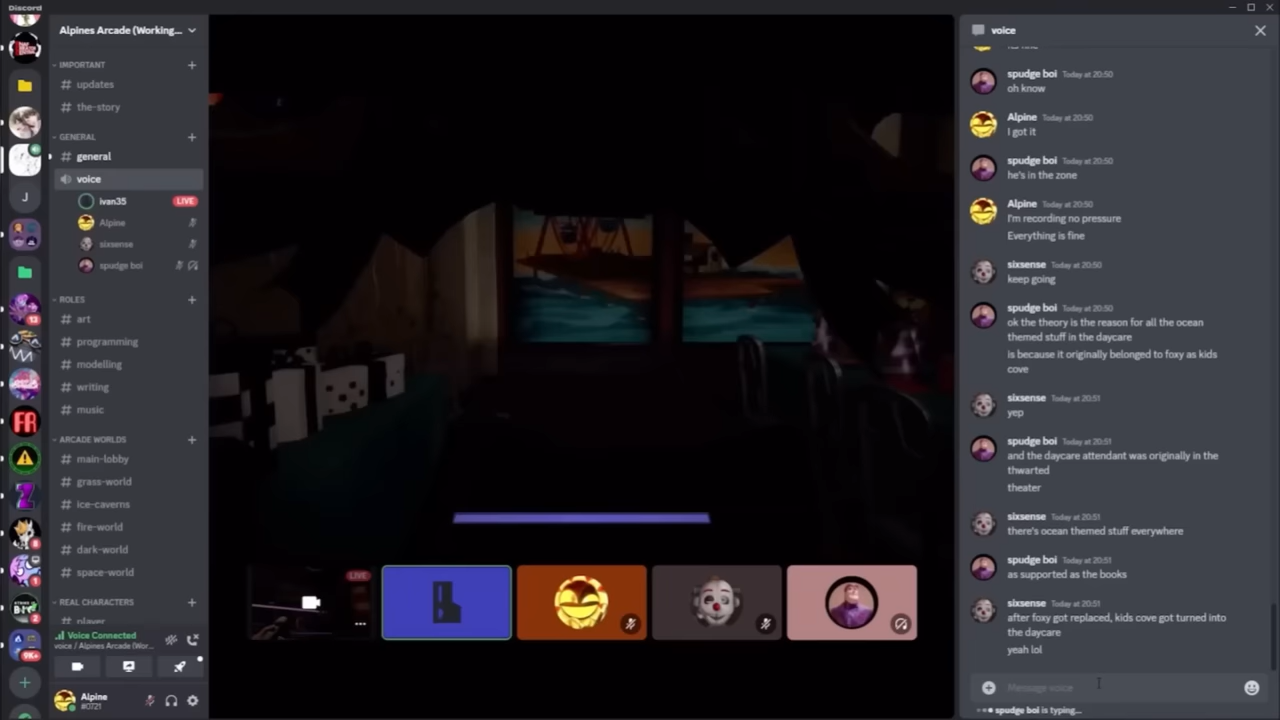 Discord
Alpines Arcade (Working...
IMPORTANT
# updates
# the-story
GENERAL
# general
voice
ivan35
LIVE
Alpine
sixsense
spudge boi
ROLES
# art
# programming
# modelling
# writing
# music
ARCADE WORLDS
# main-lobby
# grass-world
# ice-caverns
# fire-world
# dark-world
# space-world
REAL CHARACTERS
# player
Voice Connected
voice / Alpines Arcade (Wor...
Alpine
#0721
J
13
FA
8
1
2
9K+
LIVE
voice
spudge boi Today at 20:50
oh know
Alpine Today at 20:50
I got it
spudge boi Today at 20:50
he's in the zone
Alpine Today at 20:50
I'm recording no pressure
Everything is fine
sixsense Today at 20:50
keep going
spudge boi Today at 20:50
ok the theory is the reason for all the ocean
themed stuff in the daycare
is because it originally belonged to foxy as kids
cove
sixsense Today at 20:51
yep
spudge boi Today at 20:51
and the daycare attendant was originally in the
thwarted
theater
sixsense Today at 20:51
there's ocean themed stuff everywhere
spudge boi Today at 20:51
as supported as the books
sixsense Today at 20:51
after foxy got replaced, kids cove got turned into
the daycare
yeah lol
Message voice
spudge boi is typing...